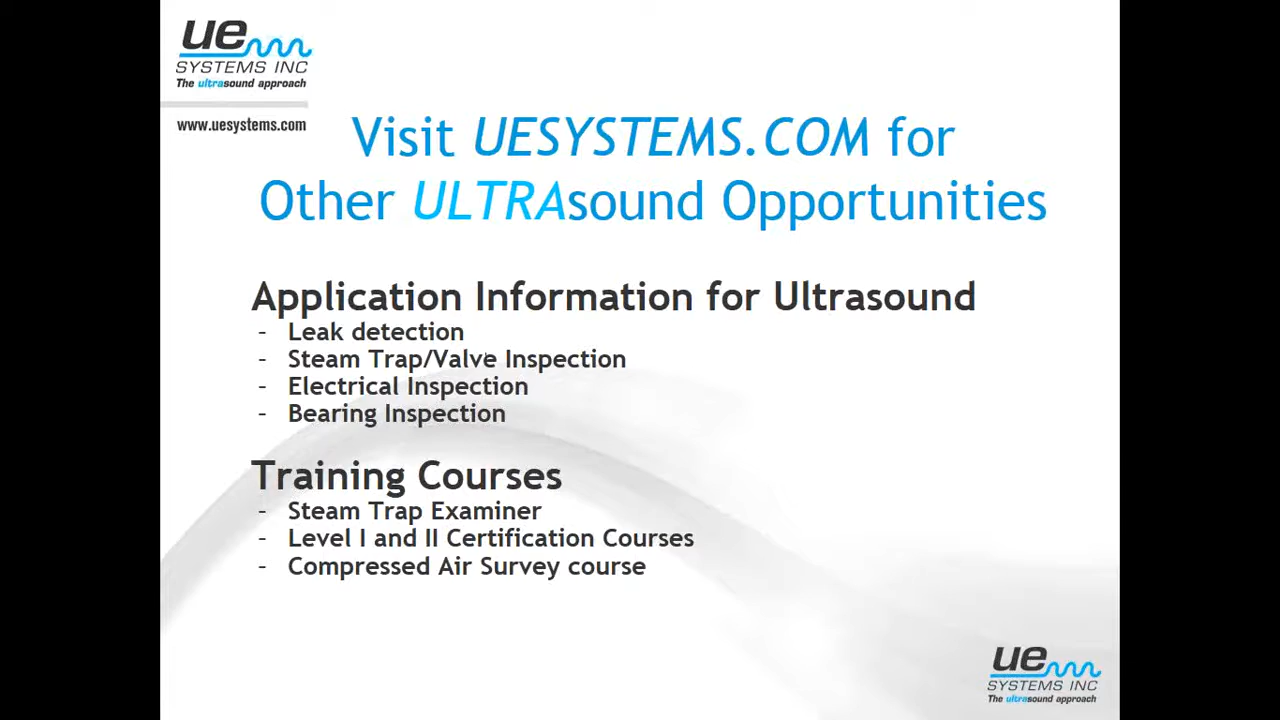 ue
SYSTEMS INC
The ultrasound approach
www.uesystems.com
Visit UESYSTEMS.COM for
Other ULTRAsound Opportunities
Application Information for Ultrasound
- Leak detection
- Steam Trap/Valve Inspection
- Electrical Inspection
- Bearing Inspection
Training Courses
- Steam Trap Examiner
- Level I and II Certification Courses
- Compressed Air Survey course
ue
SYSTEMS INC
The ultrasound approach